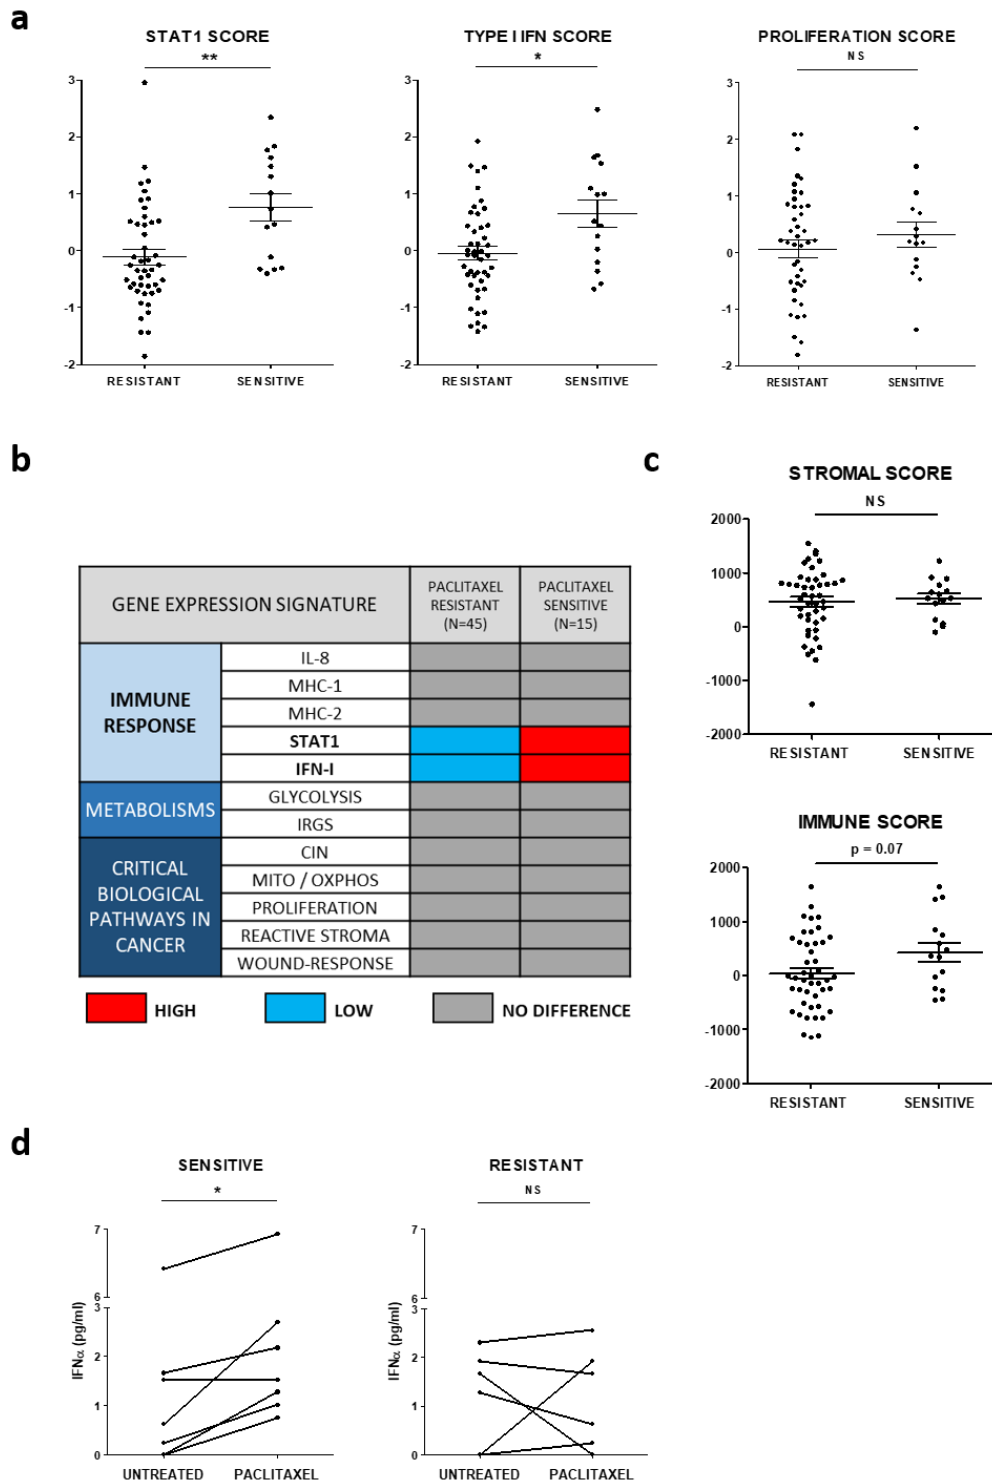 a
STAT1 SCORE
**
3
2
1
0
-1
-2
RESISTANT
SENSITIVE
TYPE I IFN SCORE
*
3
2
1
0
-1
-2
RESISTANT
SENSITIVE
PROLIFERATION SCORE
NS
3
2
1
0
-1
-2
RESISTANT
SENSITIVE
b
GENE EXPRESSION SIGNATURE
PACLITAXEL
RESISTANT
(N=45)
PACLITAXEL
SENSITIVE
(N=15)
IMMUNE
RESPONSE
IL-8
MHC-1
MHC-2
STAT1
IFN-I
METABOLISMS
GLYCOLYSIS
IRGS
CRITICAL
BIOLOGICAL
PATHWAYS IN
CANCER
CIN
MITO / OXPHOS
PROLIFERATION
REACTIVE STROMA
WOUND-RESPONSE
HIGH
LOW
NO DIFFERENCE
c
STROMAL SCORE
NS
2000
1000
0
-1000
-2000
RESISTANT
SENSITIVE
IMMUNE SCORE
p = 0.07
2000
1000
0
-1000
-2000
RESISTANT
SENSITIVE
d
SENSITIVE
*
IFNα (pg/ml)
7
6
3
2
1
0
UNTREATED
PACLITAXEL
RESISTANT
NS
IFNα (pg/ml)
7
6
3
2
1
0
UNTREATED
PACLITAXEL